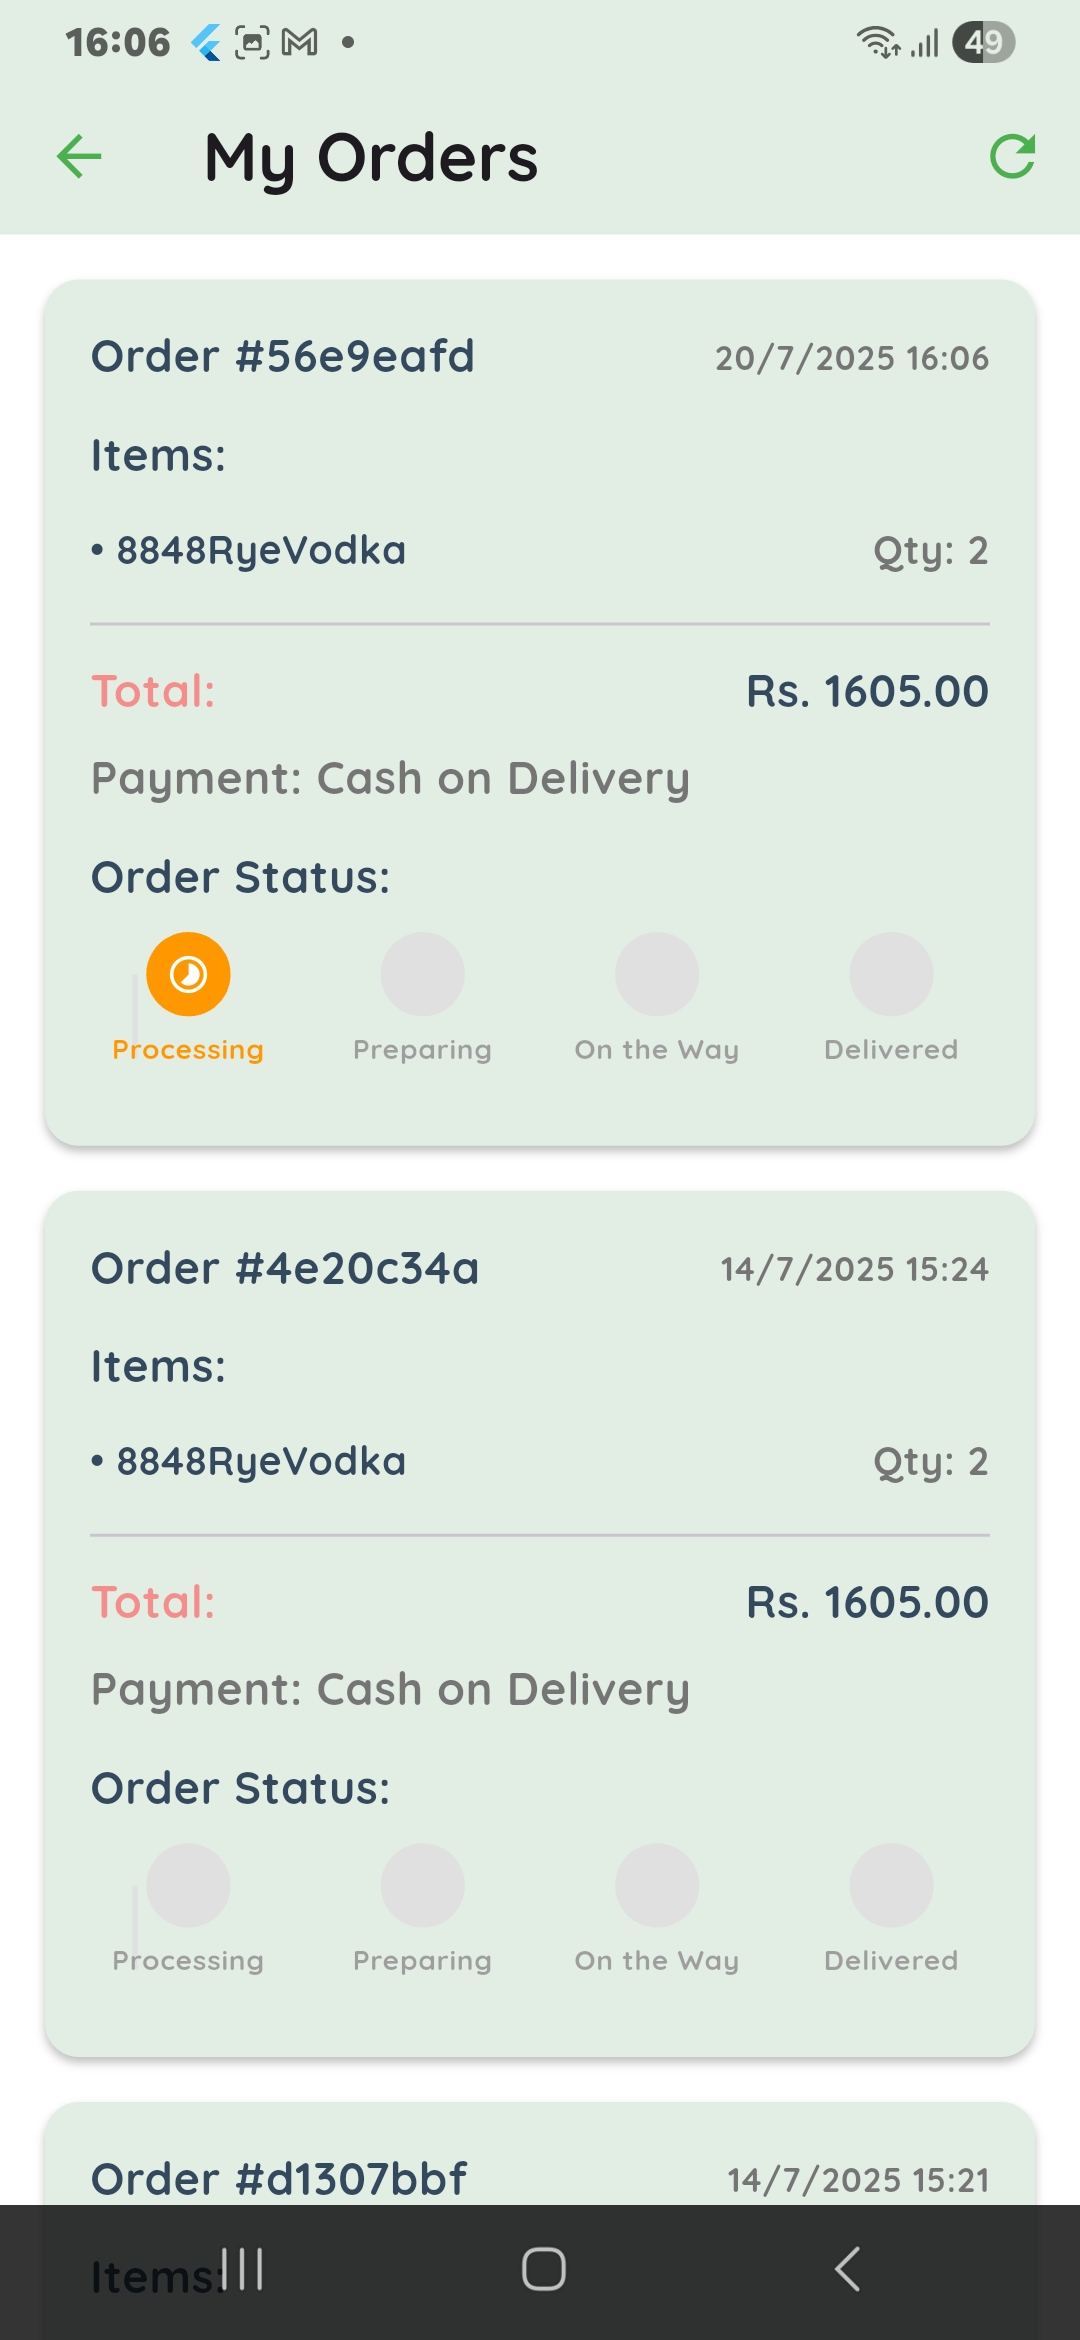 16:06
49
My Orders
Order #56e9eafd 20/7/2025 16:06
Items:
• 8848RyeVodka Qty: 2
Total: Rs. 1605.00
Payment: Cash on Delivery
Order Status:
Processing Preparing On the Way Delivered
Order #4e20c34a 14/7/2025 15:24
Items:
• 8848RyeVodka Qty: 2
Total: Rs. 1605.00
Payment: Cash on Delivery
Order Status:
Processing Preparing On the Way Delivered
Order #d1307bbf 14/7/2025 15:21
Items: